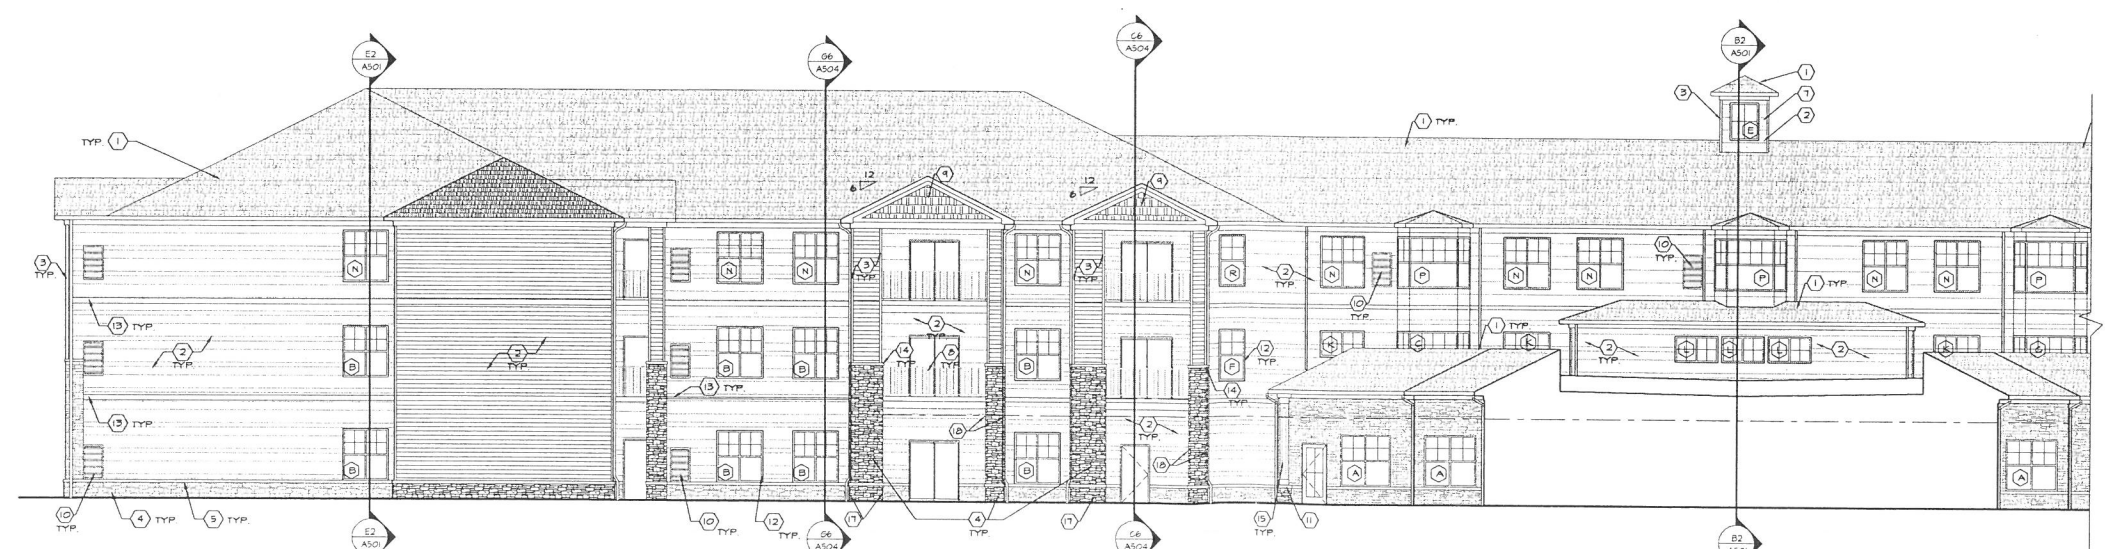 E2
A501
G6
A504
C6
A504
B2
A501
1
3
7
2
E
TYP. 1
1 TYP.
12
6
9
12
6
9
3
TYP.
N
N
N
3
TYP.
N
3
TYP.
R
2
TYP.
N
10
TYP.
P
N
N
10
TYP.
P
N
N
P
1 TYP.
13 TYP.
2
TYP.
2
TYP.
2
TYP.
14
TYP.
8
TYP.
B
B
B
B
F
12
TYP.
14
TYP.
K
C
K
1 TYP.
2
TYP.
L
L
L
2
13 TYP.
13 TYP.
18
2
TYP.
18
B
B
B
B
A
A
A
10
TYP.
4 TYP.
5 TYP.
10
TYP.
12
TYP.
17
4
TYP.
17
15
TYP.
11
E2
A501
G6
A504
C6
A504
B2
A501